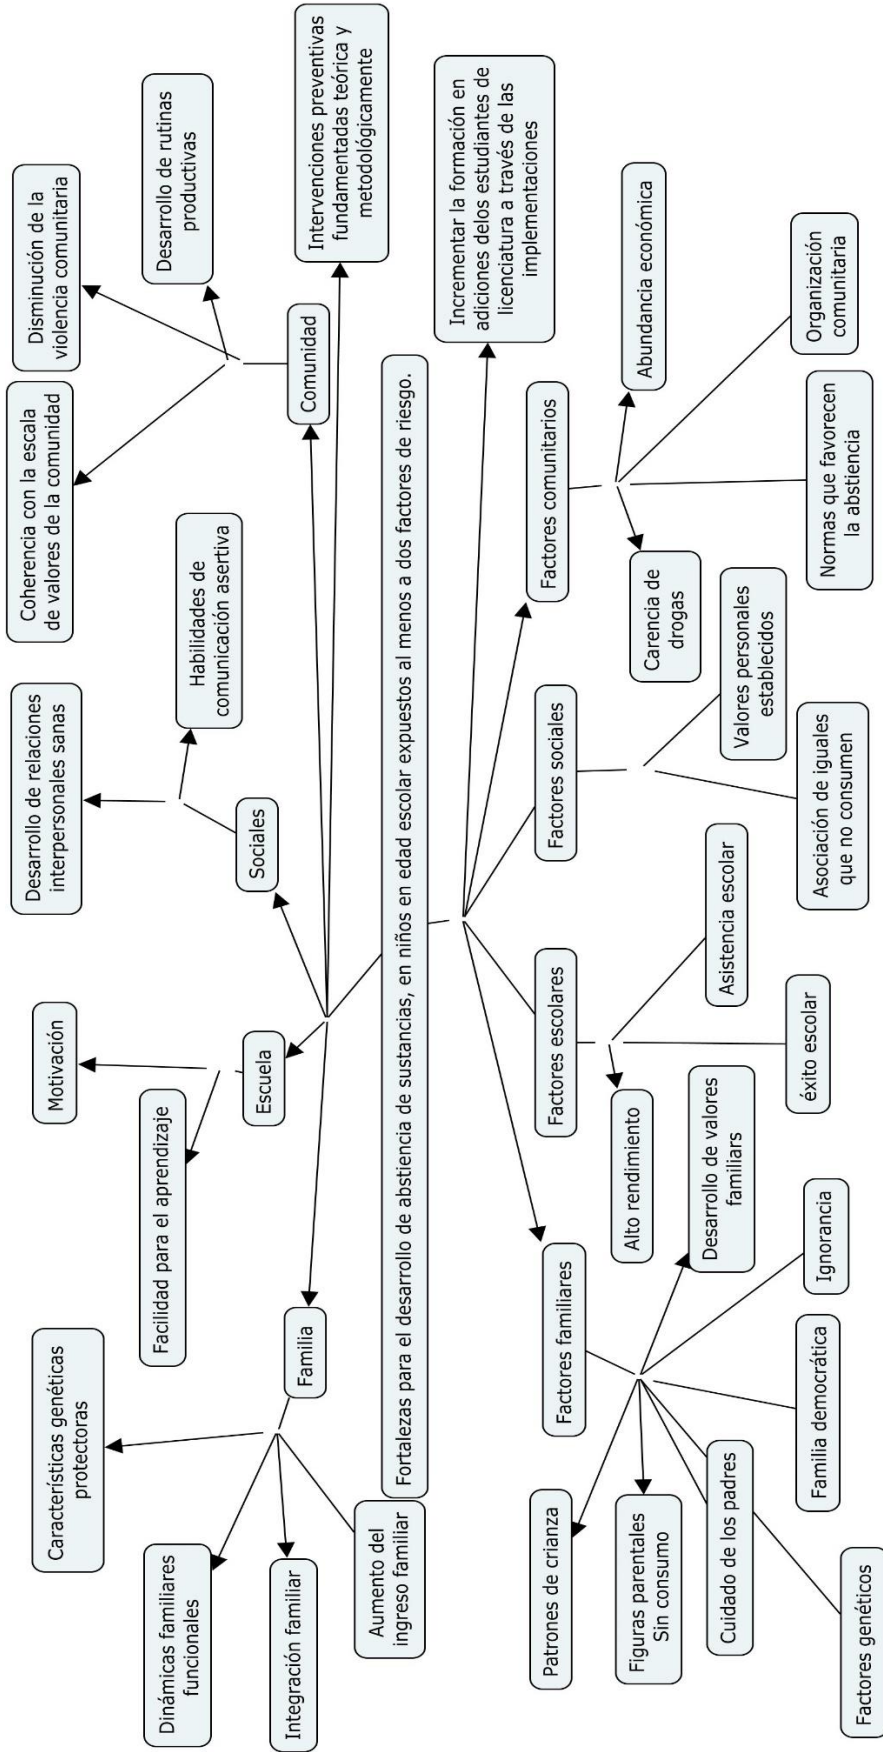 Características genéticas
protectoras
Motivación
Desarrollo de relaciones
interpersonales sanas
Coherencia con la escala
de valores de la comunidad
Disminución de la
violencia comunitaria
Dinámicas familiares
funcionales
Facilidad para el aprendizaje
Habilidades de
comunicación asertiva
Desarrollo de rutinas
productivas
Integración familiar
Familia
Escuela
Sociales
Comunidad
Intervenciones preventivas
fundamentadas teórica y
metodológicamente
Aumento del
ingreso familiar
Fortalezas para el desarrollo de abstiencia de sustancias, en niños en edad escolar expuestos al menos a dos factores de riesgo.
Incrementar la formación en
adiciones delos estudiantes de
licenciatura a través de las
implementaciones
Factores familiares
Factores escolares
Factores sociales
Factores comunitarios
Patrones de crianza
Figuras parentales
Sin consumo
Cuidado de los padres
Factores genéticos
Familia democrática
Ignorancia
Desarrollo de valores
familiars
Alto rendimiento
éxito escolar
Asistencia escolar
Asociación de iguales
que no consumen
Valores personales
establecidos
Carencia de
drogas
Normas que favorecen
la abstiencia
Organización
comunitaria
Abundancia económica